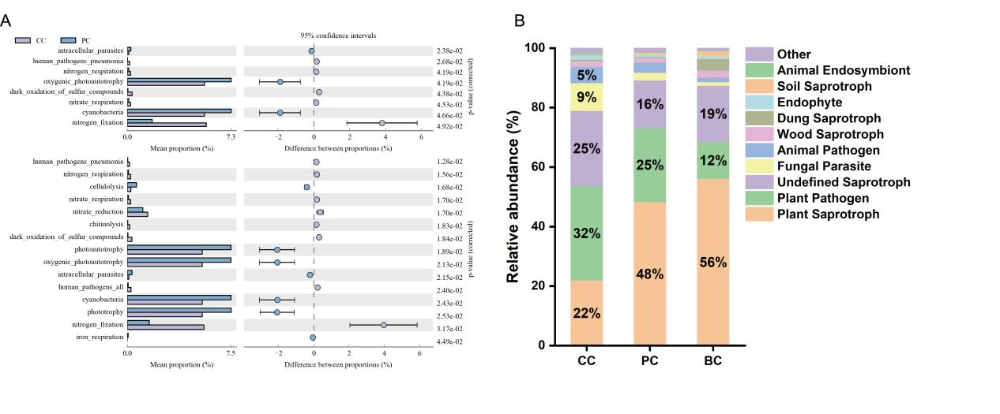 A
CC PC
95% confidence intervals
intracellular_parasites 2.38e-02
human_pathogens_pneumonia 2.68e-02
nitrogen_respiration 4.19e-02
oxygenic_photoautotrophy 4.19e-02
dark_oxidation_of_sulfur_compounds 4.38e-02
nitrate_respiration 4.53e-02
cyanobacteria 4.66e-02
nitrogen_fixation 4.92e-02
p-value (corrected)
0.0 7.3 −2 0 2 4 6
Mean proportion (%) Difference between proportions (%)
human_pathogens_pneumonia 1.28e-02
nitrogen_respiration 1.56e-02
cellulolysis 1.68e-02
nitrate_respiration 1.70e-02
nitrate_reduction 1.70e-02
chitinolysis 1.83e-02
dark_oxidation_of_sulfur_compounds 1.84e-02
photoautotrophy 1.89e-02
oxygenic_photoautotrophy 2.13e-02
intracellular_parasites 2.15e-02
human_pathogens_all 2.40e-02
cyanobacteria 2.43e-02
phototrophy 2.53e-02
nitrogen_fixation 3.17e-02
iron_respiration 4.49e-02
p-value (corrected)
0.0 7.5 −2 0 2 4 6
Mean proportion (%) Difference between proportions (%)
B
Relative abundance (%)
100
80
60
40
20
0
5%
9%
25%
32%
22%
16%
25%
48%
19%
12%
56%
CC PC BC
Other
Animal Endosymbiont
Soil Saprotroph
Endophyte
Dung Saprotroph
Wood Saprotroph
Animal Pathogen
Fungal Parasite
Undefined Saprotroph
Plant Pathogen
Plant Saprotroph